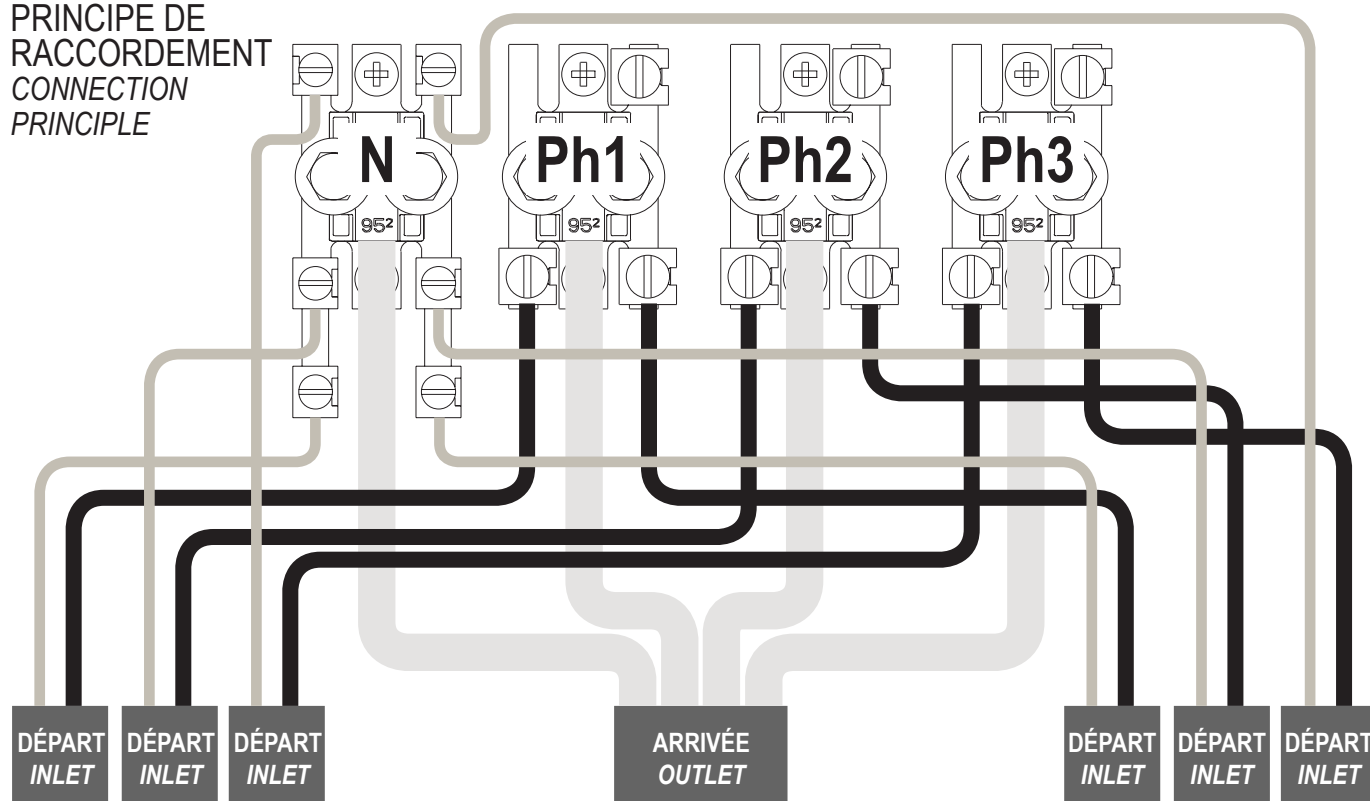 PRINCIPE DE
RACCORDEMENT
CONNECTION
PRINCIPLE
N
Ph1
Ph2
Ph3
95²
95²
95²
95²
DÉPART
INLET
DÉPART
INLET
DÉPART
INLET
ARRIVÉE
OUTLET
DÉPART
INLET
DÉPART
INLET
DÉPART
INLET